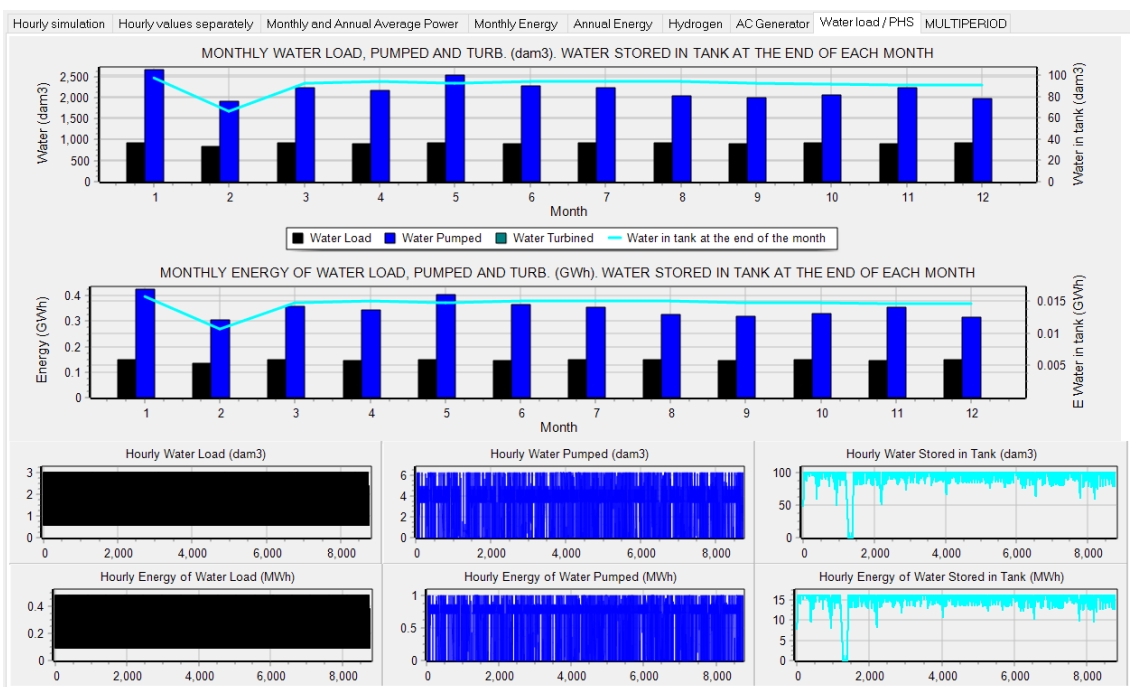 Hourly simulation Hourly values separately Monthly and Annual Average Power Monthly Energy Annual Energy Hydrogen AC Generator Water load / PHS MULTIPERIOD
MONTHLY WATER LOAD, PUMPED AND TURB. (dam3). WATER STORED IN TANK AT THE END OF EACH MONTH
Water (dam3)
2,500
2,000
1,500
1,000
500
0
100
80
60
40
20
0
Water in tank (dam3)
1 2 3 4 5 6 7 8 9 10 11 12
Month
Water Load Water Pumped Water Turbined Water in tank at the end of the month
MONTHLY ENERGY OF WATER LOAD, PUMPED AND TURB. (GWh). WATER STORED IN TANK AT THE END OF EACH MONTH
Energy (GWh)
0.4
0.3
0.2
0.1
0
0.015
0.01
0.005
E Water in tank (GWh)
1 2 3 4 5 6 7 8 9 10 11 12
Month
Hourly Water Load (dam3)
3
2
1
0
0 2,000 4,000 6,000 8,000
Hourly Water Pumped (dam3)
6
4
2
0
0 2,000 4,000 6,000 8,000
Hourly Water Stored in Tank (dam3)
100
50
0
0 2,000 4,000 6,000 8,000
Hourly Energy of Water Load (MWh)
0.4
0.2
0
0 2,000 4,000 6,000 8,000
Hourly Energy of Water Pumped (MWh)
1
0.5
0
0 2,000 4,000 6,000 8,000
Hourly Energy of Water Stored in Tank (MWh)
15
10
5
0
0 2,000 4,000 6,000 8,000